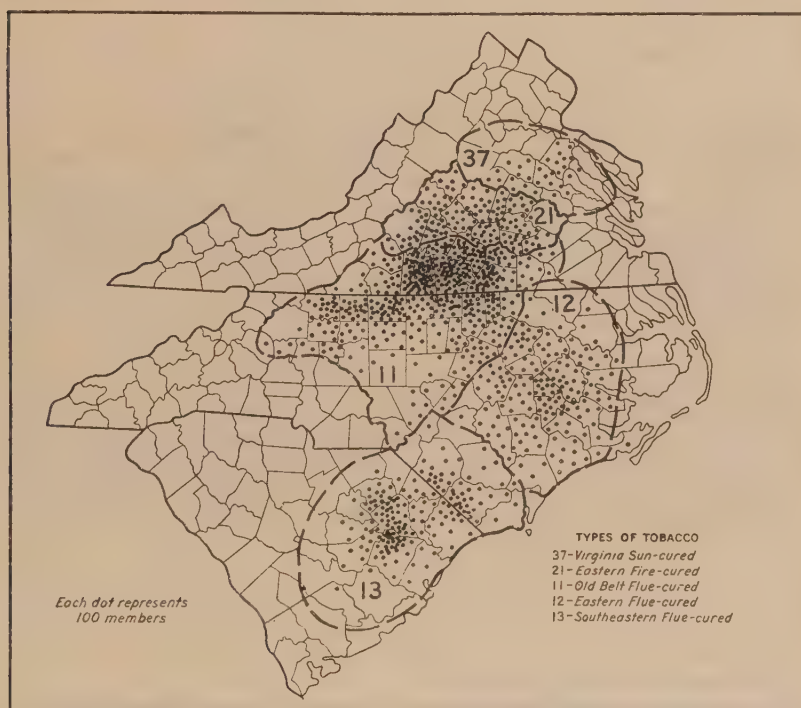 37
21
12
11
13
TYPES OF TOBACCO
37-Virginia Sun-cured
21-Eastern Fire-cured
11-Old Belt Flue-cured
12-Eastern Flue-cured
13-Southeastern Flue-cured
Each dot represents
100 members